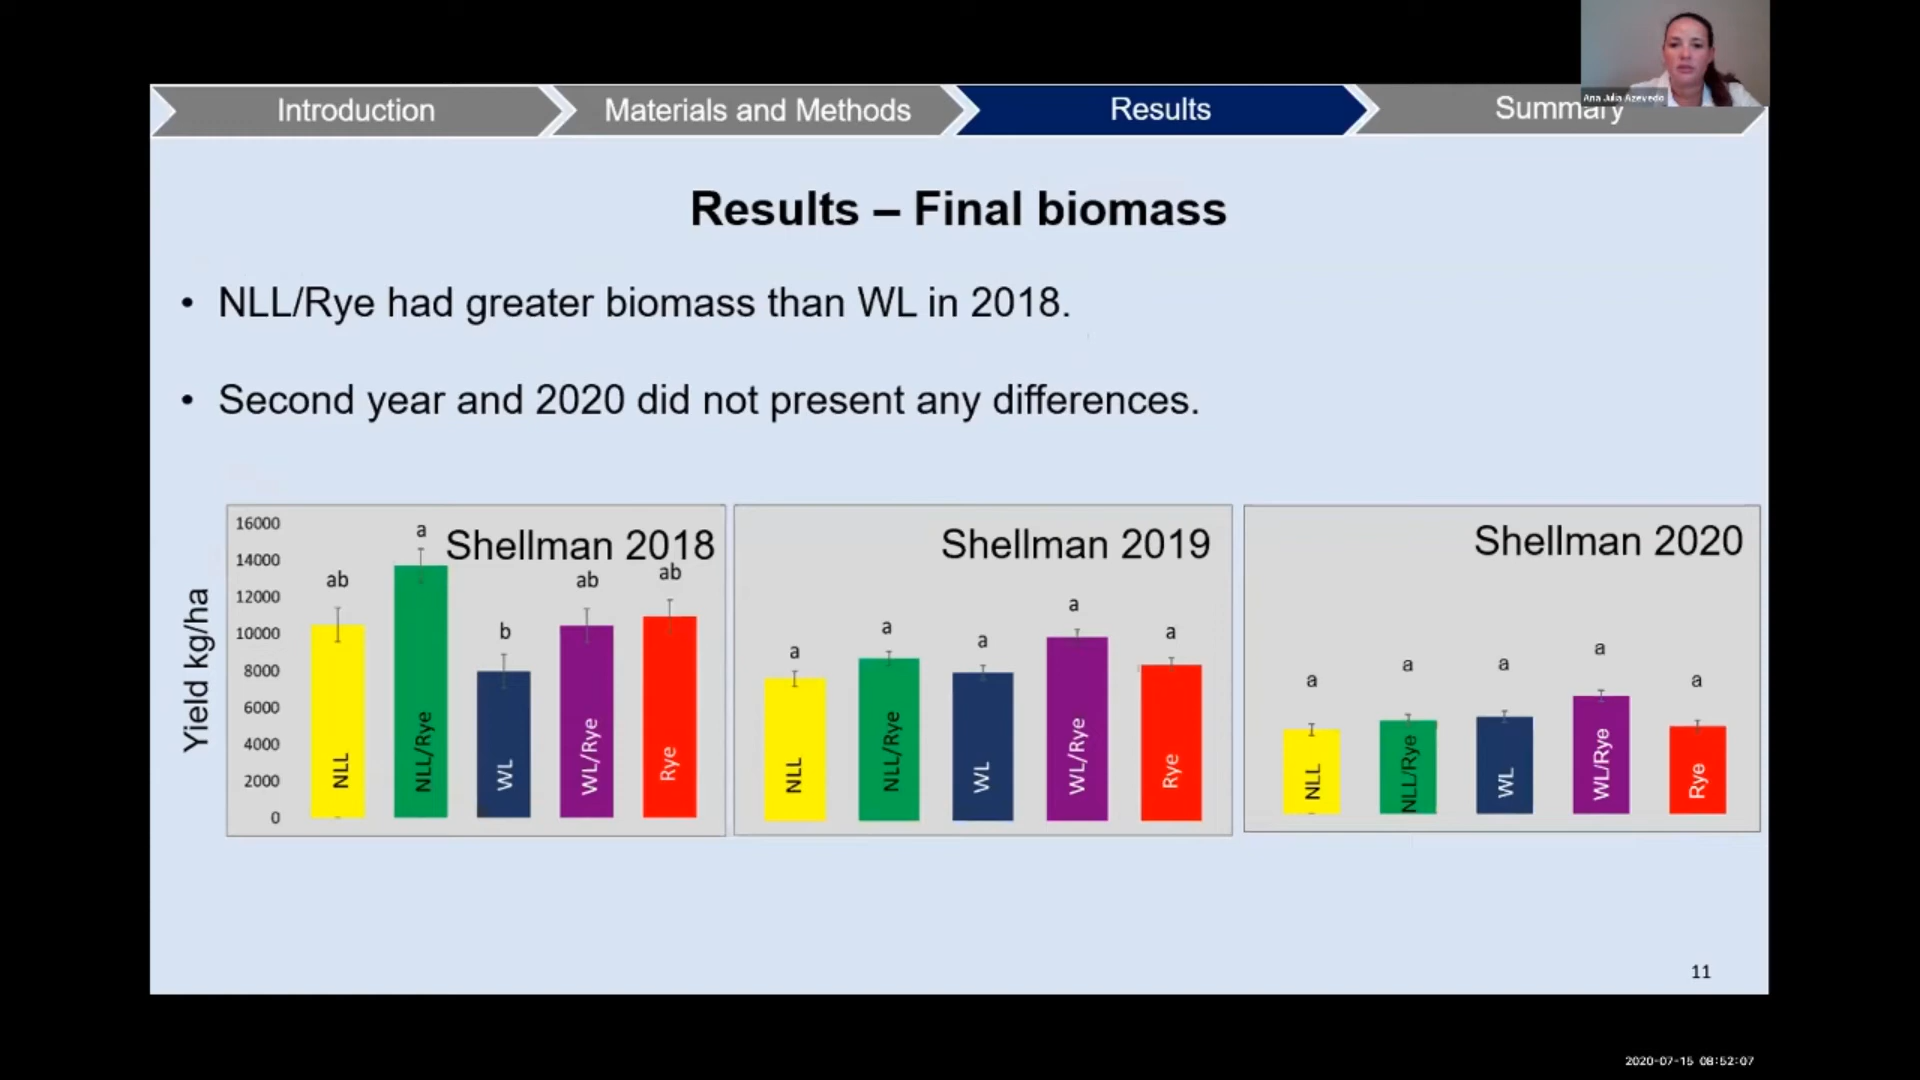 Introduction
Materials and Methods
Results
Summary
Ana Julia Azevedo
Results – Final biomass
• NLL/Rye had greater biomass than WL in 2018.
• Second year and 2020 did not present any differences.
Yield kg/ha
16000
14000
12000
10000
8000
6000
4000
2000
0
Shellman 2018
ab
a
b
ab
ab
NLL
NLL/Rye
WL
WL/Rye
Rye
Shellman 2019
a
a
a
a
a
NLL
NLL/Rye
WL
WL/Rye
Rye
Shellman 2020
a
a
a
a
a
NLL
NLL/Rye
WL
WL/Rye
Rye
11
2020-07-15 08:52:07